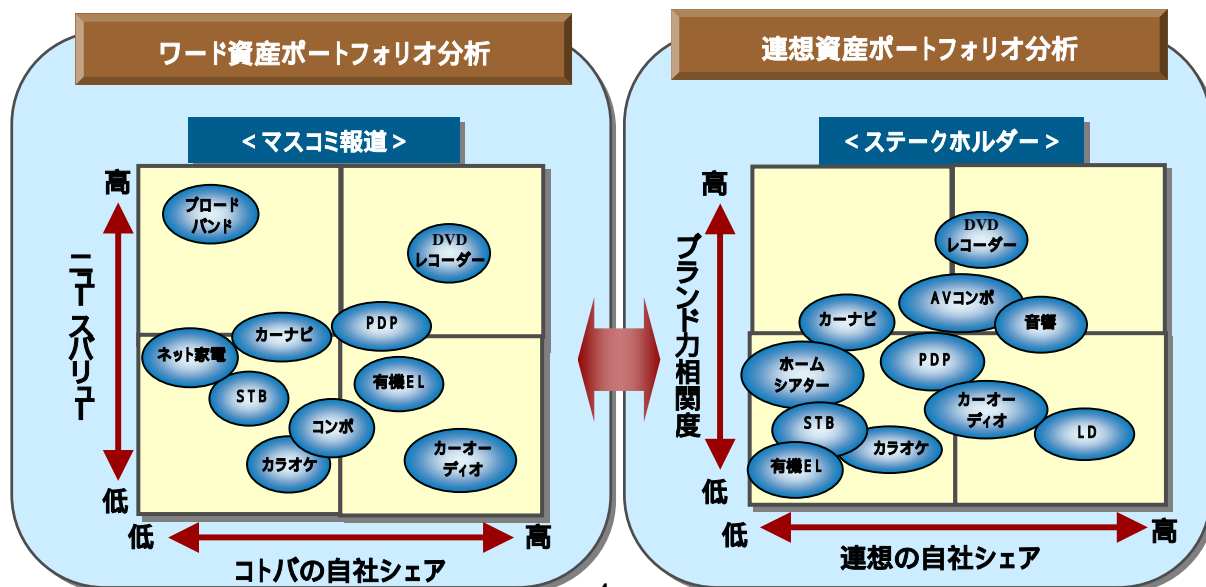 ワード資産ポートフォリオ分析
<マスコミ報道>
高
ニュースバリュー
低
ブロード
バンド
DVD
レコーダー
PDP
カーナビ
ネット家電
STB
有機EL
コンポ
カラオケ
カーオー
ディオ
低
高
コトバの自社シェア
連想資産ポートフォリオ分析
<ステークホルダー>
高
ブランド力相関度
低
DVD
レコーダー
AVコンポ
音響
カーナビ
PDP
ホーム
シアター
カーオー
ディオ
LD
STB
カラオケ
有機EL
低
高
連想の自社シェア